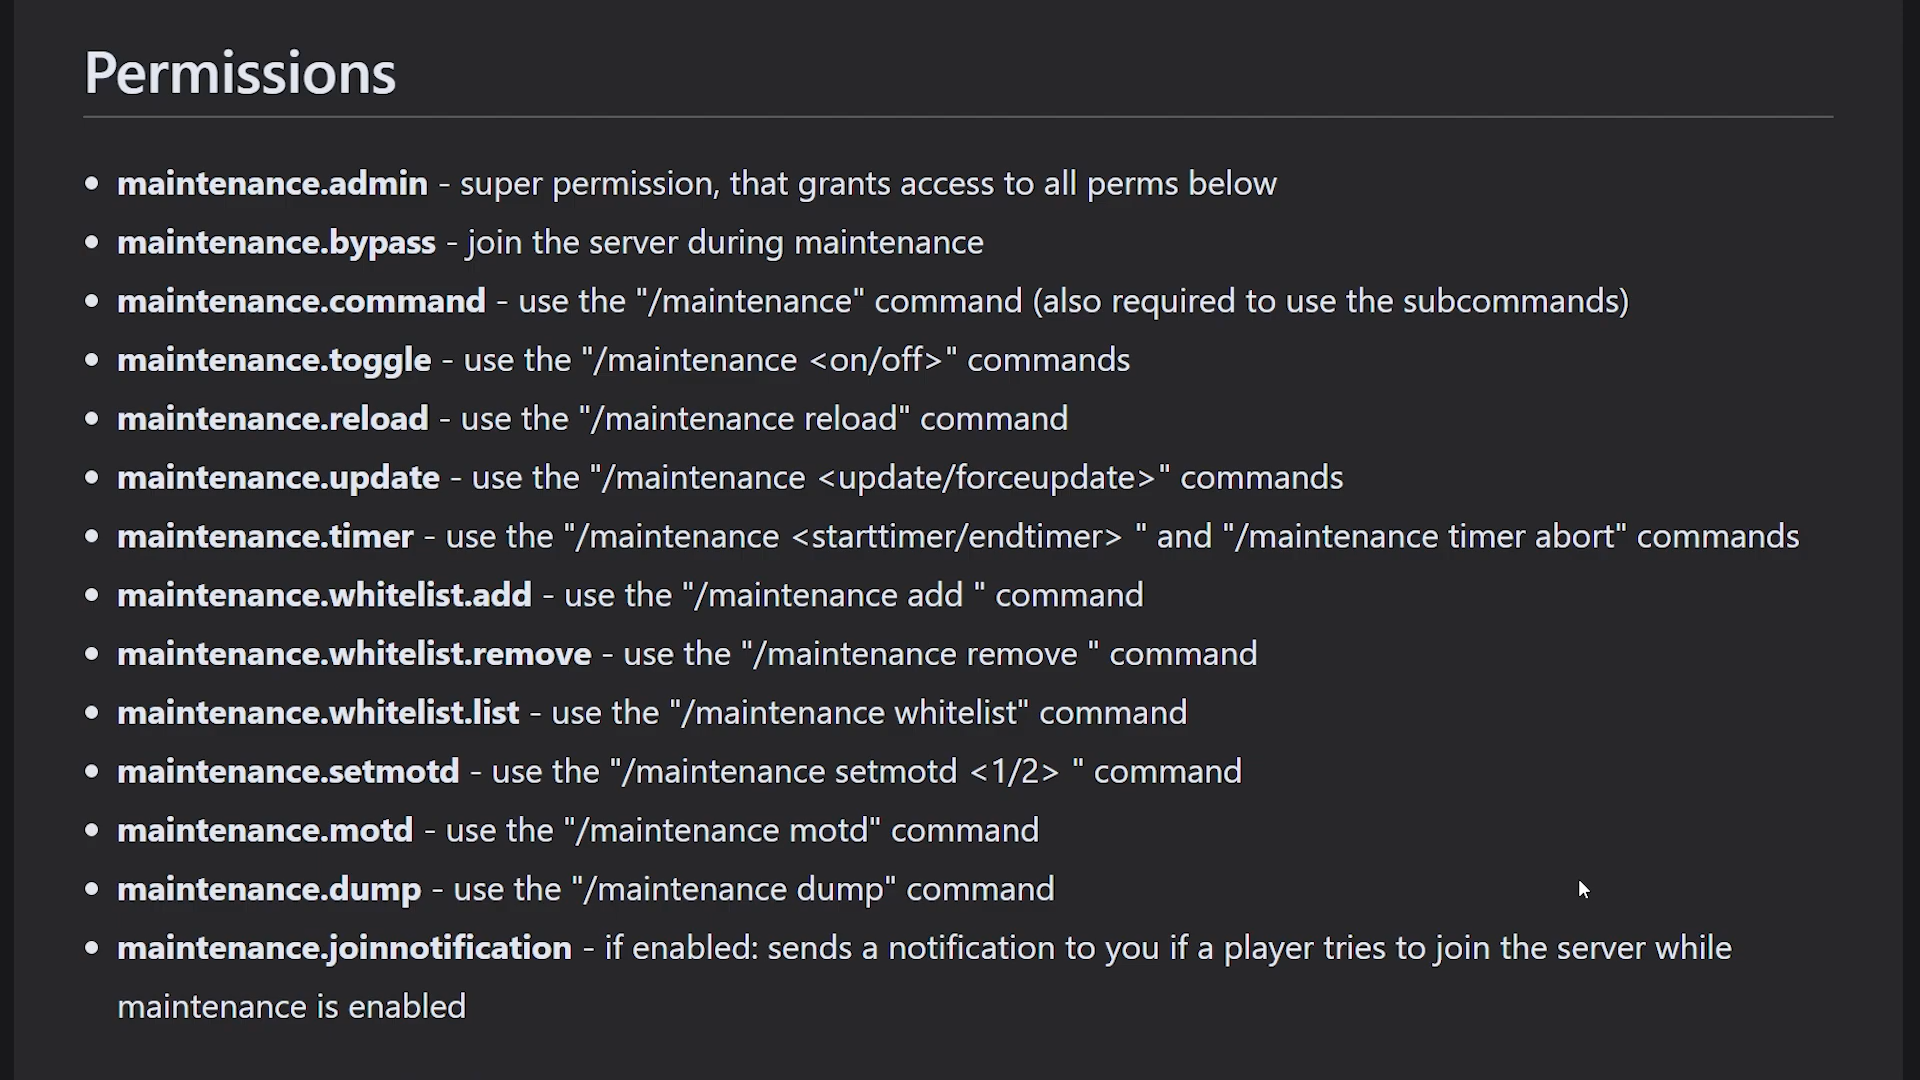 Permissions
• maintenance.admin - super permission, that grants access to all perms below
• maintenance.bypass - join the server during maintenance
• maintenance.command - use the "/maintenance" command (also required to use the subcommands)
• maintenance.toggle - use the "/maintenance <on/off>" commands
• maintenance.reload - use the "/maintenance reload" command
• maintenance.update - use the "/maintenance <update/forceupdate>" commands
• maintenance.timer - use the "/maintenance <starttimer/endtimer> " and "/maintenance timer abort" commands
• maintenance.whitelist.add - use the "/maintenance add " command
• maintenance.whitelist.remove - use the "/maintenance remove " command
• maintenance.whitelist.list - use the "/maintenance whitelist" command
• maintenance.setmotd - use the "/maintenance setmotd <1/2> " command
• maintenance.motd - use the "/maintenance motd" command
• maintenance.dump - use the "/maintenance dump" command
• maintenance.joinnotification - if enabled: sends a notification to you if a player tries to join the server while
maintenance is enabled